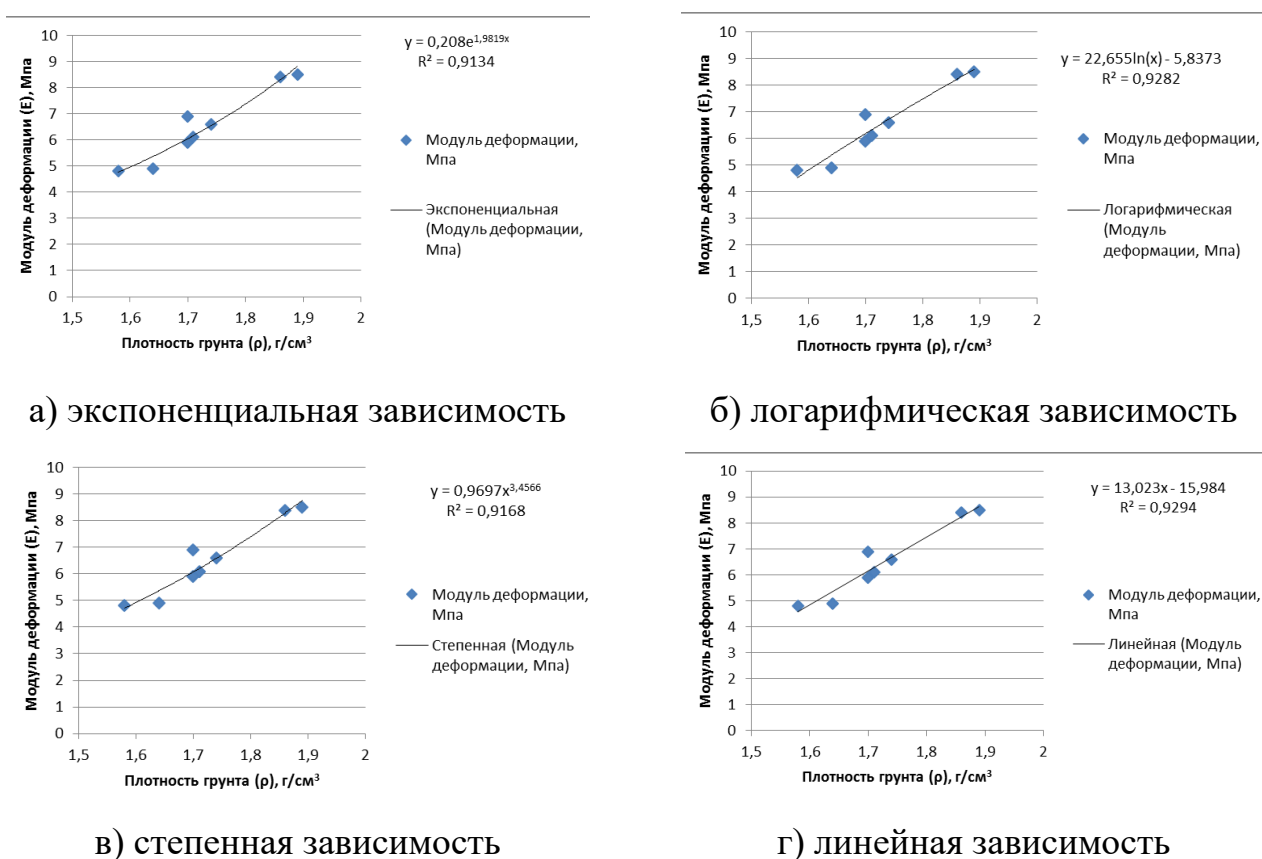 y = 0,208e^1,9819x
R² = 0,9134
10
9
8
7
6
5
4
3
2
1
0
Модуль деформации (Е), Мпа
1,5 1,6 1,7 1,8 1,9 2
Плотность грунта (ρ), г/см³
Модуль деформации,
Мпа
Экспоненциальная
(Модуль деформации,
Мпа)
а) экспоненциальная зависимость
y = 22,655ln(x) - 5,8373
R² = 0,9282
10
9
8
7
6
5
4
3
2
1
0
Модуль деформации (Е), Мпа
1,5 1,6 1,7 1,8 1,9 2
Плотность грунта (ρ), г/см³
Модуль деформации,
Мпа
Логарифмическая
(Модуль
деформации, Мпа)
б) логарифмическая зависимость
y = 0,9697x^3,4566
R² = 0,9168
10
9
8
7
6
5
4
3
2
1
0
Модуль деформации (Е), Мпа
1,5 1,6 1,7 1,8 1,9 2
Плотность грунта (ρ), г/см³
Модуль деформации,
Мпа
Степенная (Модуль
деформации, Мпа)
в) степенная зависимость
y = 13,023x - 15,984
R² = 0,9294
10
9
8
7
6
5
4
3
2
1
0
Модуль деформации (Е), Мпа
1,5 1,6 1,7 1,8 1,9 2
Плотность грунта (ρ), г/см³
Модуль деформации,
Мпа
Линейная (Модуль
деформации, Мпа)
г) линейная зависимость